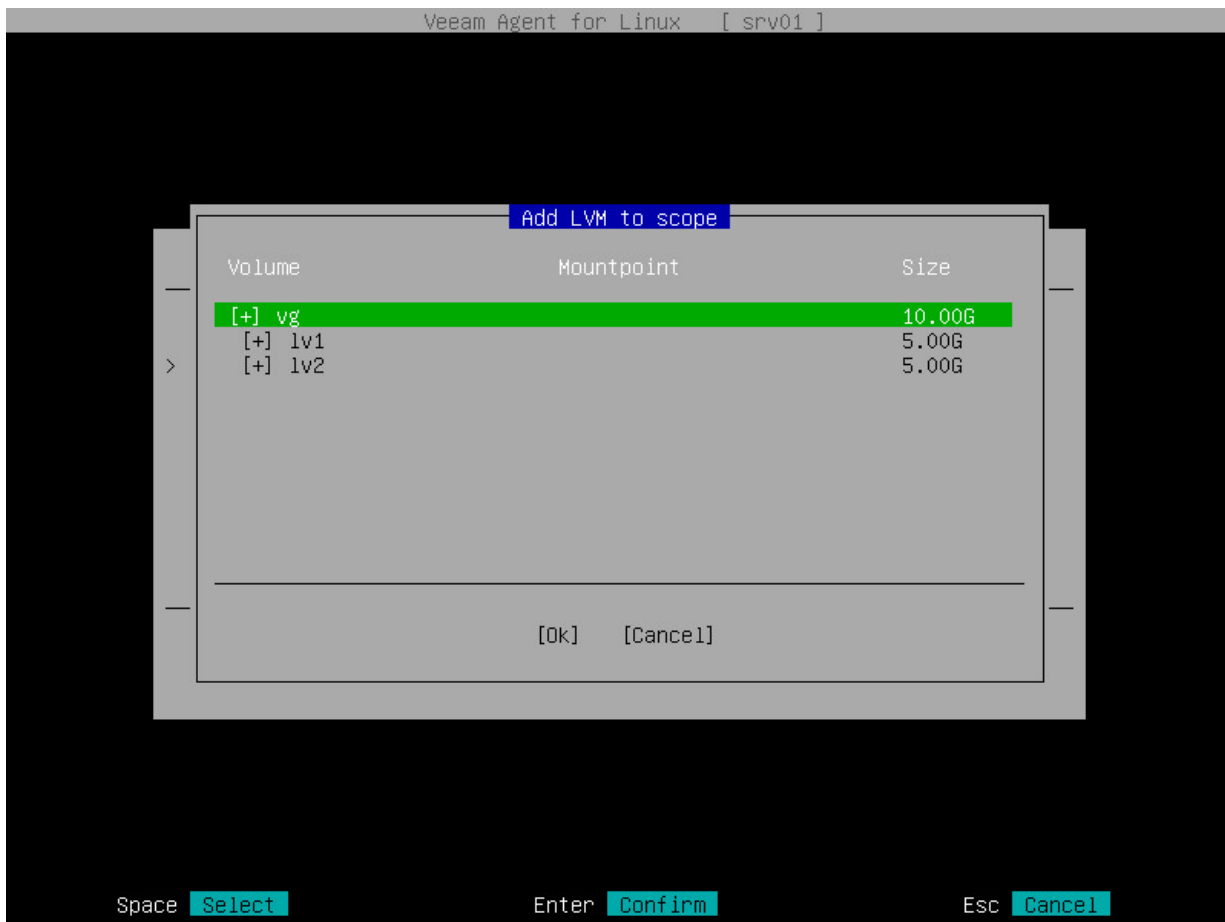 Veeam Agent for Linux [ srv01 ]
Add LVM to scope
Volume Mountpoint Size
[+] vg 10.00G
[+] lv1 5.00G
> [+] lv2 5.00G
[Ok] [Cancel]
Space Select Enter Confirm Esc Cancel